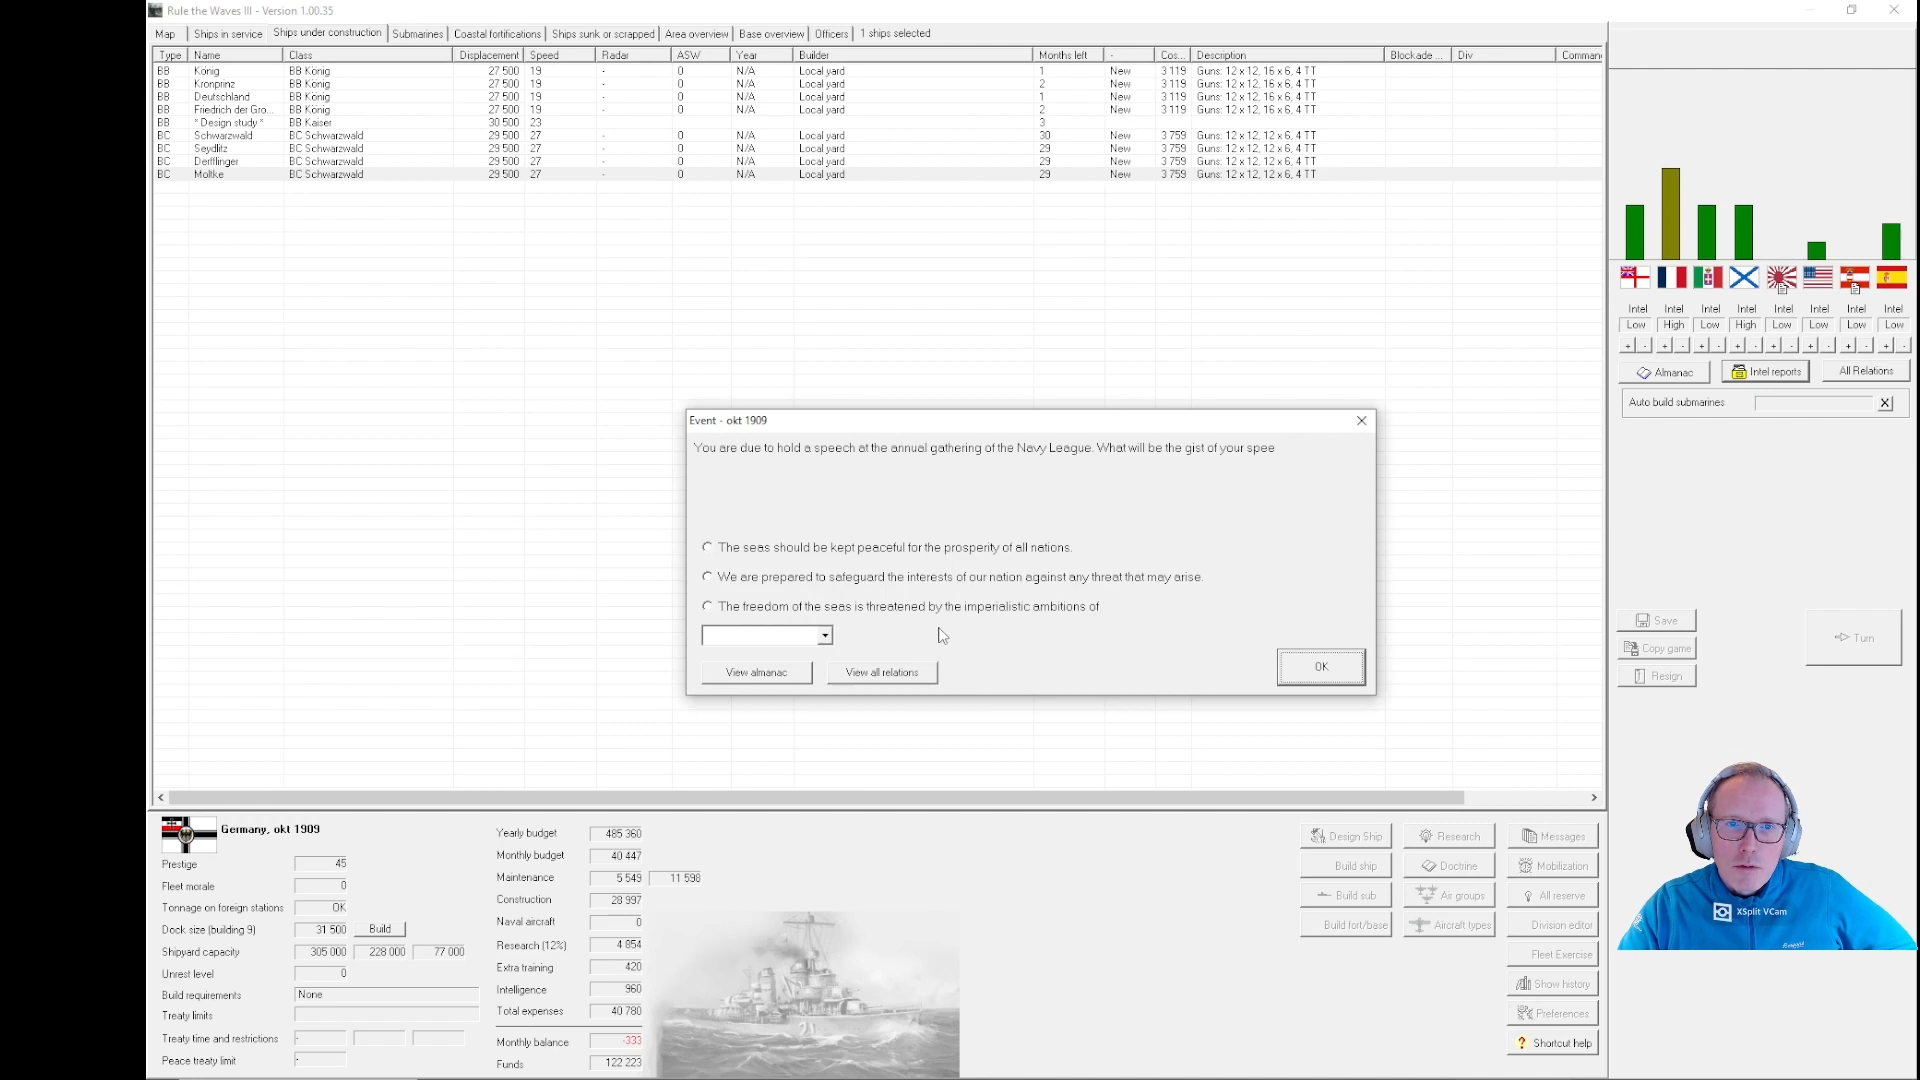 Rule the Waves III - Version 1.00.35
Map Ships in service Ships under construction Submarines Coastal fortifications Ships sunk or scrapped Area overview Base overview Officers 1 ships selected
Type Name Class Displacement Speed Radar ASW Year Builder Months left - Cos... Description Blockade ... Div Comman
BB König BB König 27 500 19 - 0 N/A Local yard 1 New 3 119 Guns: 12 x 12, 16 x 6, 4 TT
BB Kronprinz BB König 27 500 19 - 0 N/A Local yard 2 New 3 119 Guns: 12 x 12, 16 x 6, 4 TT
BB Deutschland BB König 27 500 19 - 0 N/A Local yard 1 New 3 119 Guns: 12 x 12, 16 x 6, 4 TT
BB Friedrich der Gro... BB König 27 500 19 - 0 N/A Local yard 2 New 3 119 Guns: 12 x 12, 16 x 6, 4 TT
BB * Design study * BB Kaiser 30 500 23 3
BC Schwarzwald BC Schwarzwald 29 500 27 - 0 N/A Local yard 30 New 3 759 Guns: 12 x 12, 12 x 6, 4 TT
BC Seydlitz BC Schwarzwald 29 500 27 - 0 N/A Local yard 29 New 3 759 Guns: 12 x 12, 12 x 6, 4 TT
BC Derfflinger BC Schwarzwald 29 500 27 - 0 N/A Local yard 29 New 3 759 Guns: 12 x 12, 12 x 6, 4 TT
BC Moltke BC Schwarzwald 29 500 27 - 0 N/A Local yard 29 New 3 759 Guns: 12 x 12, 12 x 6, 4 TT
Intel Intel Intel Intel Intel Intel Intel Intel
Low High Low High Low Low Low Low
+ - + - + - + - + - + - + - + -
Almanac Intel reports All Relations
Auto build submarines X
Event - okt 1909
You are due to hold a speech at the annual gathering of the Navy League. What will be the gist of your spee
The seas should be kept peaceful for the prosperity of all nations.
We are prepared to safeguard the interests of our nation against any threat that may arise.
The freedom of the seas is threatened by the imperialistic ambitions of
View almanac View all relations OK
Save
Copy game
Resign
Turn
Germany, okt 1909
Prestige 45
Fleet morale 0
Tonnage on foreign stations OK
Dock size (building 9) 31 500 Build
Shipyard capacity 305 000 228 000 77 000
Unrest level 0
Build requirements None
Treaty limits
Treaty time and restrictions -
Peace treaty limit -
Yearly budget 485 360
Monthly budget 40 447
Maintenance 5 549 11 598
Construction 28 997
Naval aircraft 0
Research (12%) 4 854
Extra training 420
Intelligence 960
Total expenses 40 780
Monthly balance -333
Funds 122 223
Design Ship Research Messages
Build ship Doctrine Mobilization
Build sub Air groups All reserve
Build fort/base Aircraft types Division editor
Fleet Exercise
Show history
Preferences
? Shortcut help
XSplit VCam